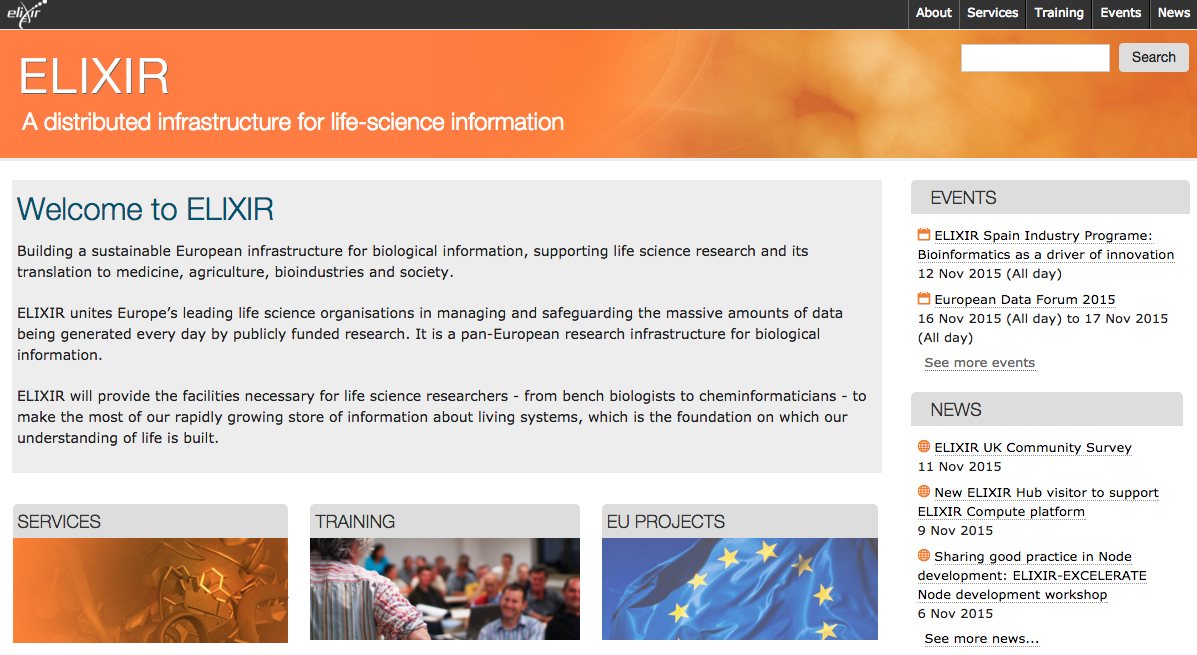 elixir
About Services Training Events News
Search
ELIXIR
A distributed infrastructure for life-science information
Welcome to ELIXIR
Building a sustainable European infrastructure for biological information, supporting life science research and its
translation to medicine, agriculture, bioindustries and society.
ELIXIR unites Europe’s leading life science organisations in managing and safeguarding the massive amounts of data
being generated every day by publicly funded research. It is a pan-European research infrastructure for biological
information.
ELIXIR will provide the facilities necessary for life science researchers - from bench biologists to cheminformaticians - to
make the most of our rapidly growing store of information about living systems, which is the foundation on which our
understanding of life is built.
SERVICES
TRAINING
EU PROJECTS
EVENTS
ELIXIR Spain Industry Programe:
Bioinformatics as a driver of innovation
12 Nov 2015 (All day)
European Data Forum 2015
16 Nov 2015 (All day) to 17 Nov 2015
(All day)
See more events
NEWS
ELIXIR UK Community Survey
11 Nov 2015
New ELIXIR Hub visitor to support
ELIXIR Compute platform
9 Nov 2015
Sharing good practice in Node
development: ELIXIR-EXCELERATE
Node development workshop
6 Nov 2015
See more news...